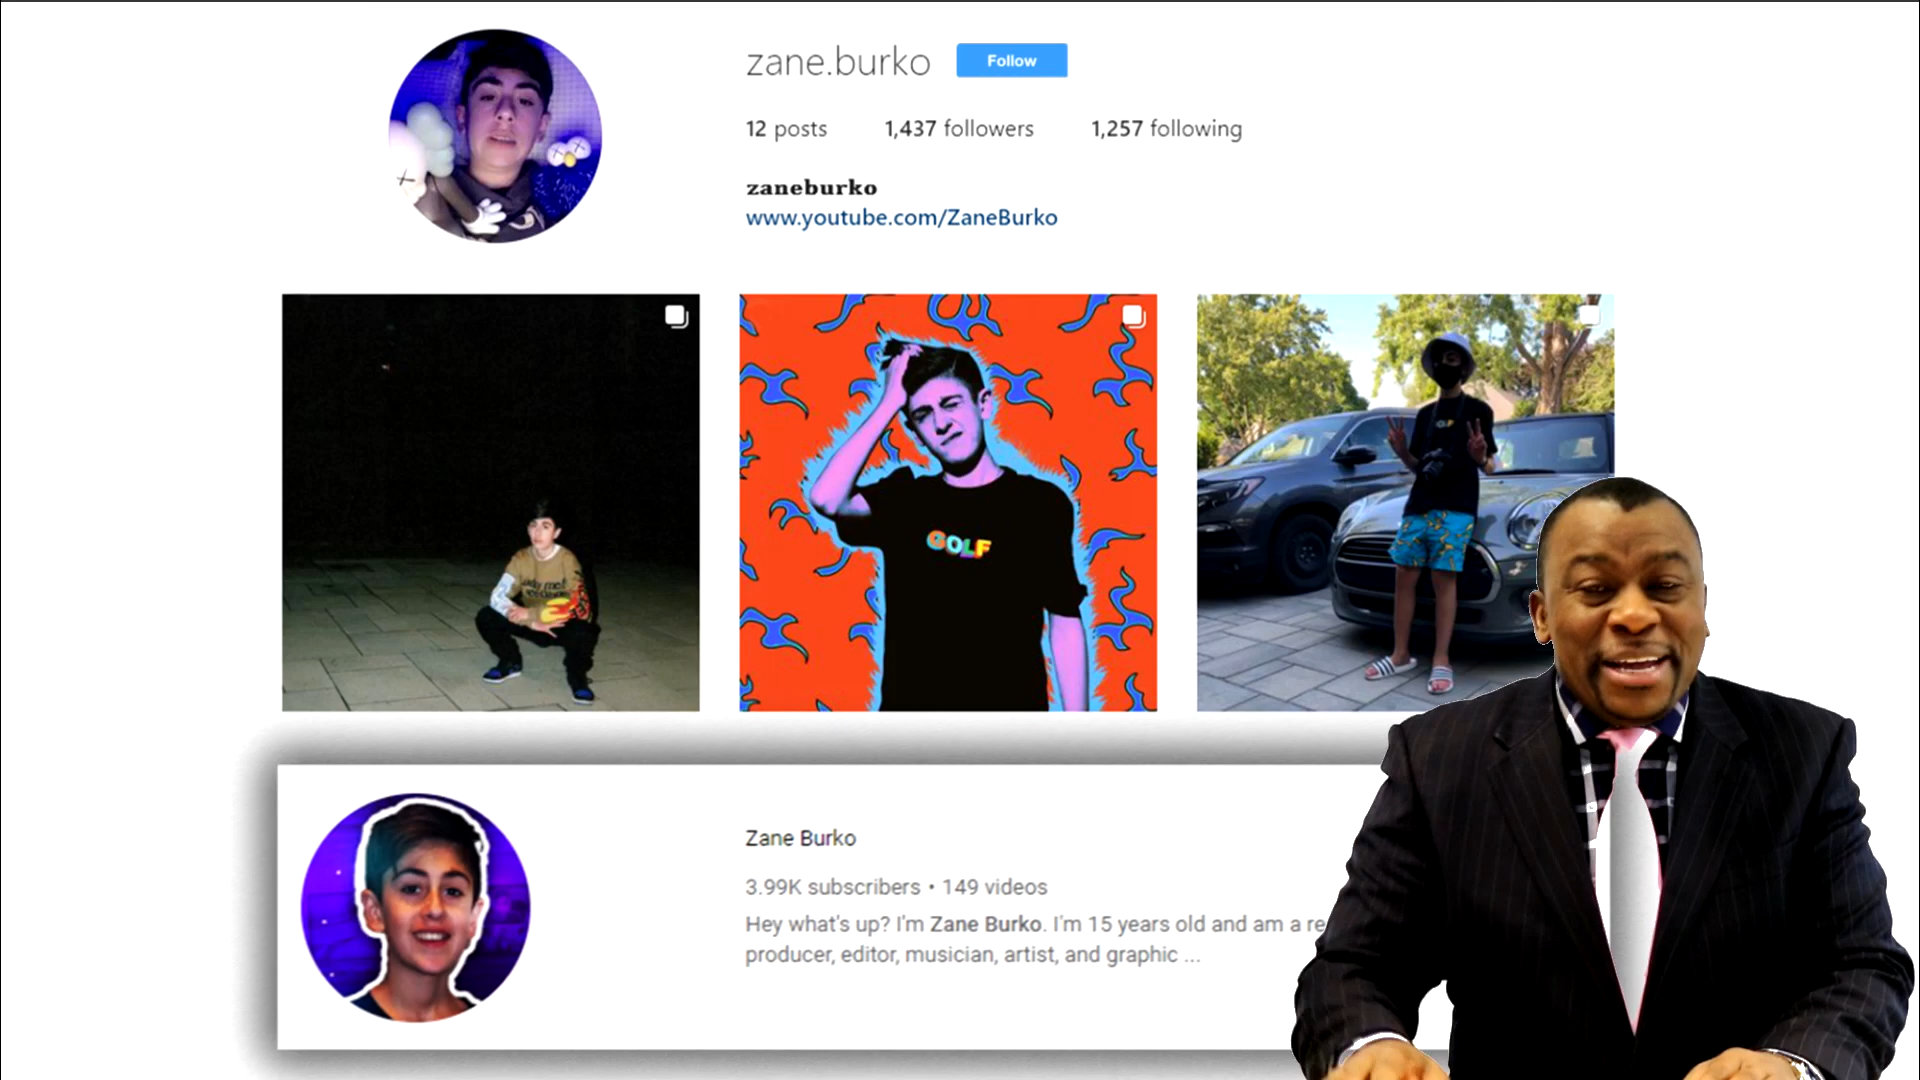 zane.burko Follow
12 posts 1,437 followers 1,257 following
zaneburko
www.youtube.com/ZaneBurko
GOLF
Zane Burko
3.99K subscribers • 149 videos
Hey what's up? I'm Zane Burko. I'm 15 years old and am a re
producer, editor, musician, artist, and graphic ...